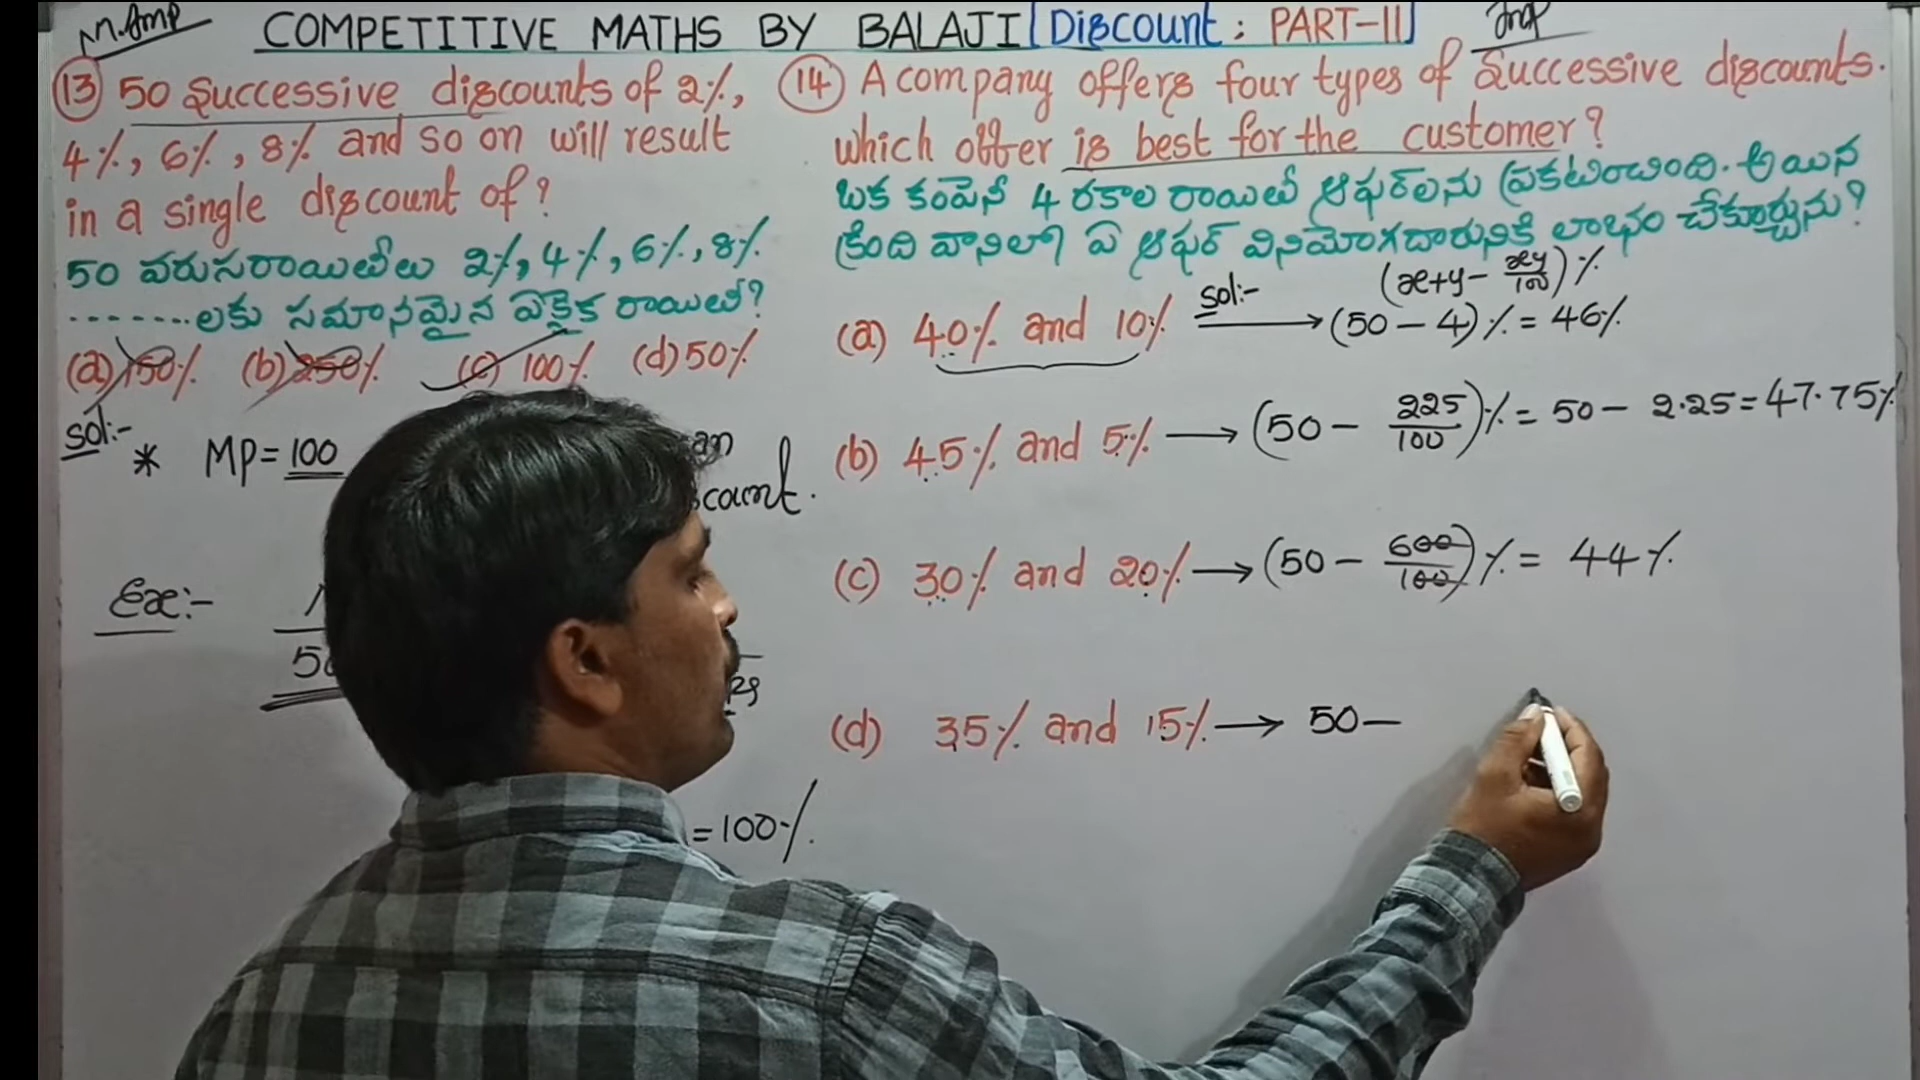 M.Imp
COMPETITIVE MATHS BY BALAJI [Discount : PART-II]
Imp
(13) 50 Successive discounts of 2%,
4%, 6%, 8% and so on will result
in a single discount of?
50 వరుసరాయితీలు 2%, 4%, 6%, 8%
........లకు సమానమైన ఏకైక రాయితీ?
(a) 150% (b) 250% (c) 100% (d) 50%
Sol:-
* MP = 100
count.
Ex:-
= 100%.
(14) A company offers four types of Successive discounts.
which offer is best for the customer?
ఒక కంపెనీ 4 రకాల రాయితీ ఆఫర్‌లను ప్రకటించింది. అయిన
క్రింది వానిలో ఏ ఆఫర్ వినియోగదారునికి లాభం చేకూర్చును?
(x+y- xy/100)%
(a) 40% and 10% Sol:- → (50 - 4)% = 46%
(b) 45% and 5% → (50 - 225/100)% = 50 - 2.25 = 47.75%
(c) 30% and 20% → (50 - 600/100)% = 44%
(d) 35% and 15% → 50 -